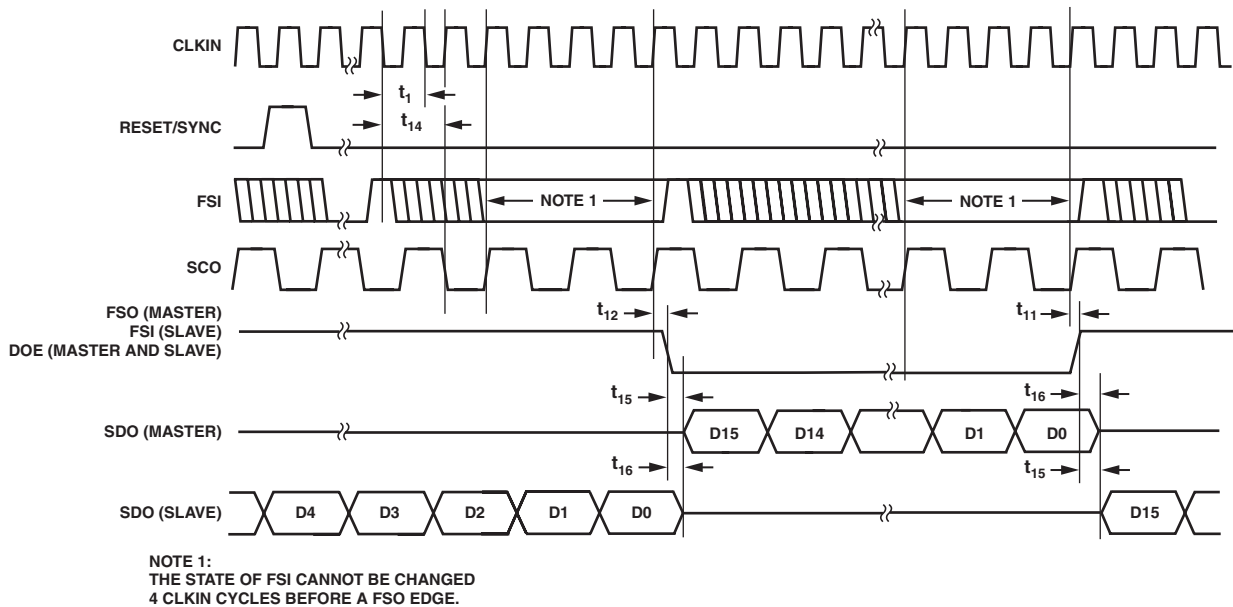 CLKIN
t1
t14
RESET/SYNC
FSI
NOTE 1
NOTE 1
SCO
FSO (MASTER)
FSI (SLAVE)
DOE (MASTER AND SLAVE)
t12
t11
t15
t16
SDO (MASTER)
D15
D14
D1
D0
t16
t15
SDO (SLAVE)
D4
D3
D2
D1
D0
D15
NOTE 1:
THE STATE OF FSI CANNOT BE CHANGED
4 CLKIN CYCLES BEFORE A FSO EDGE.